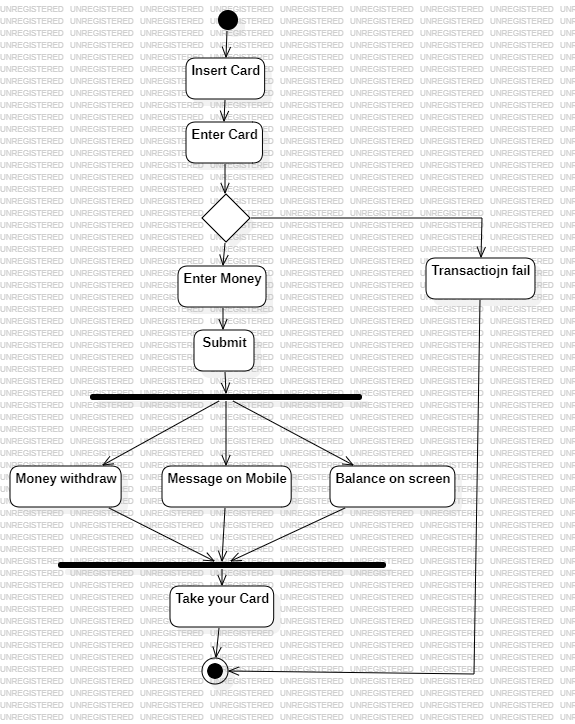 Insert Card
Enter Card
Enter Money
Transactiojn fail
Submit
Money withdraw
Message on Mobile
Balance on screen
Take your Card
UNREGISTERED